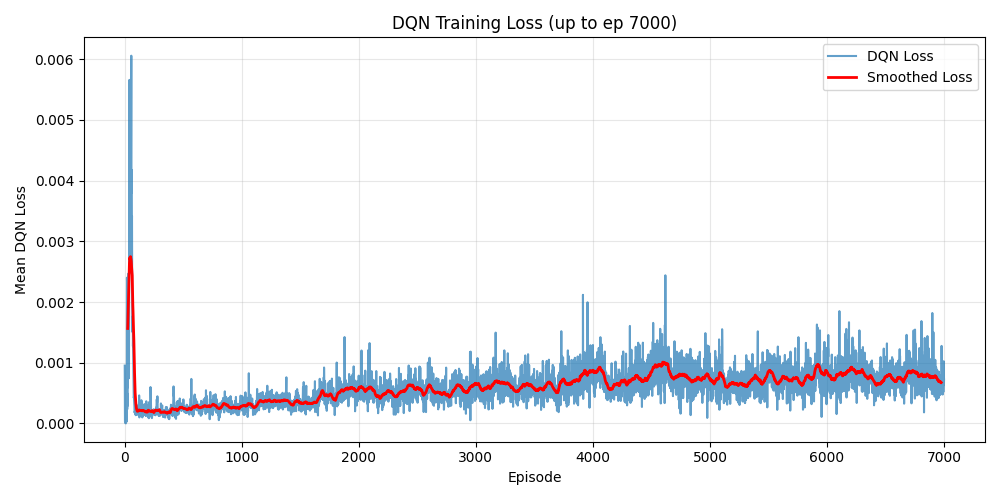 DQN Training Loss (up to ep 7000)
DQN Loss
Smoothed Loss
Mean DQN Loss
0.006
0.005
0.004
0.003
0.002
0.001
0.000
0 1000 2000 3000 4000 5000 6000 7000
Episode